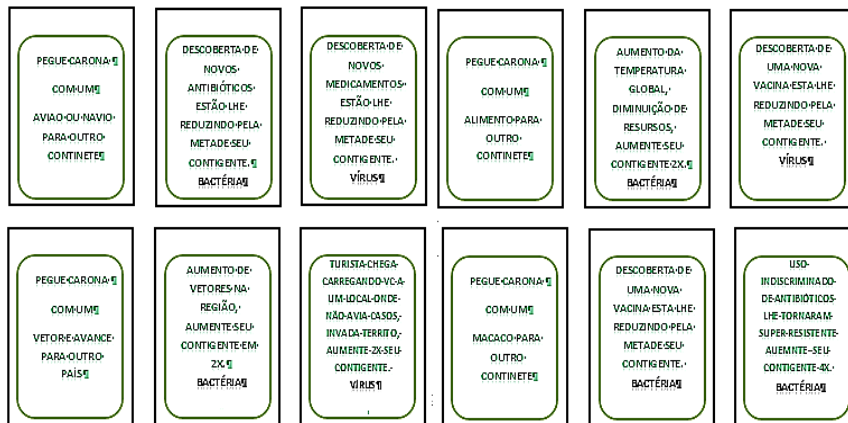 PEGUE·CARONA·¶
COM·UM¶
AVIAO·OU·NAVIO·
PARA·OUTRO·
CONTINETE¶
DESCOBERTA·DE·
NOVOS·
ANTIBIÓTICOS·
ESTÃO·LHE·
REDUZINDO·PELA·
METADE·SEU·
CONTIGENTE.¶
BACTÉRIA¶
DESCOBERTA·DE·
NOVOS·
MEDICAMENTOS·
ESTÃO·LHE·
REDUZINDO·PELA·
METADE·SEU·
CONTIGENTE.·
VÍRUS¶
PEGUE·CARONA·¶
COM·UM¶
ALIMENTO·PARA·
OUTRO·
CONTINETE¶
AUMENTO·DA·
TEMPERATURA·
GLOBAL,·
DIMINUIÇÃO·DE·
RESURSOS,·
AUMENTE·SEU·
CONTIGENTE·2X.¶
BACTÉRIA¶
DESCOBERTA·DE·
UMA·NOVA·
VACINA·ESTA·LHE·
REDUZINDO·PELA·
METADE·SEU·
CONTIGENTE.·
VÍRUS¶
PEGUE·CARONA·¶
COM·UM¶
VETOR·E·AVANCE·
PARA·OUTRO·
PAÍS¶
AUMENTO·DE·
VETORES·NA·
REGIÃO,·
AUMENTE·SEU·
CONTIGENTE·EM·
2X.¶
BACTÉRIA¶
TURISTA·CHEGA·
CARREGANDO·VC·A·
UM·LOCAL·ONDE·
NÃO·AVIA·CASOS,·
INVADA·TERRITO,·
AUMENTE·2X·SEU·
CONTIGENTE.·
VÍRUS¶
PEGUE·CARONA·¶
COM·UM¶
MACACO·PARA·
OUTRO·
CONTINETE¶
DESCOBERTA·DE·
UMA·NOVA·
VACINA·ESTA·LHE·
REDUZINDO·PELA·
METADE·SEU·
CONTIGENTE.·
BACTÉRIA¶
USO·
INDISCRIMINADO·
DE·ANTIBIÓTICOS·
LHE·TORNARAM·
SUPER-RESISTENTE·
AUEMNTE–SEU·
CONTIGENTE·4X.·
BACTÉRIA¶